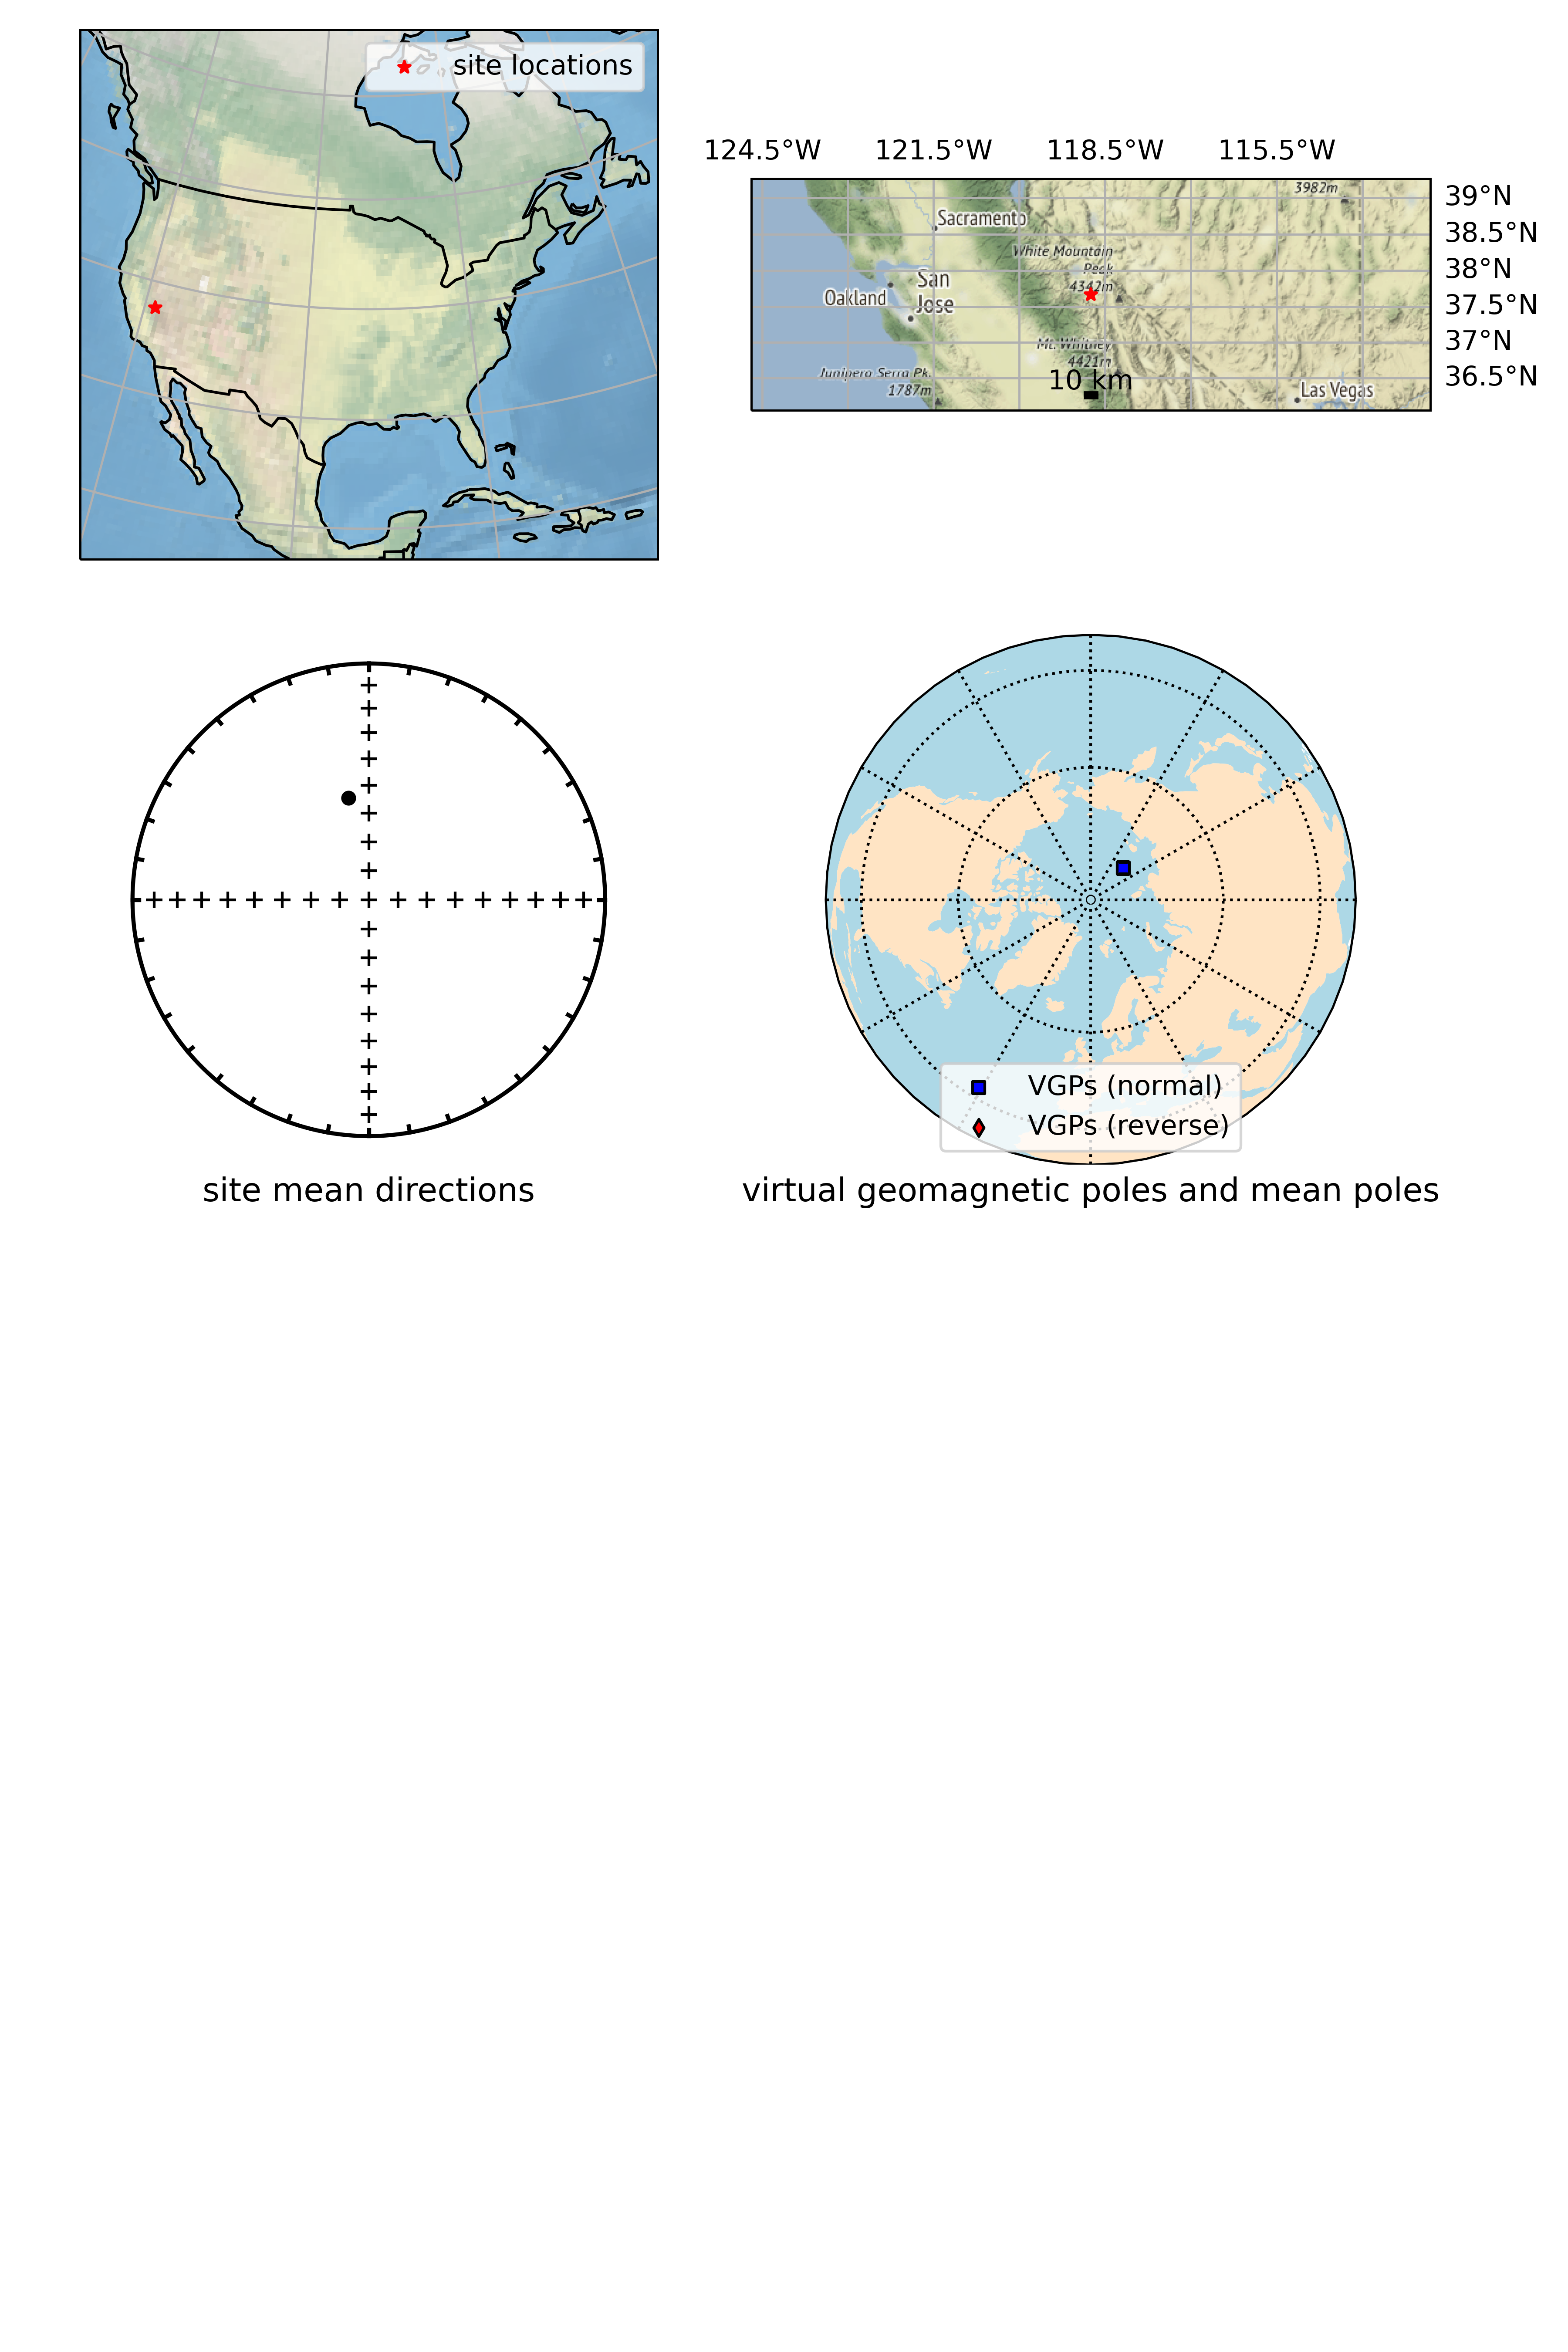 site locations
124.5°W 121.5°W 118.5°W 115.5°W
3982m
39°N
Sacramento
38.5°N
White Mountain
Peak
38°N
4342m
San
Jose
Oakland
37.5°N
Mt. Whitney
4421m
37°N
Junipero Serra Pk.
1787m
10 km
36.5°N
Las Vegas
site mean directions
VGPs (normal)
VGPs (reverse)
virtual geomagnetic poles and mean poles